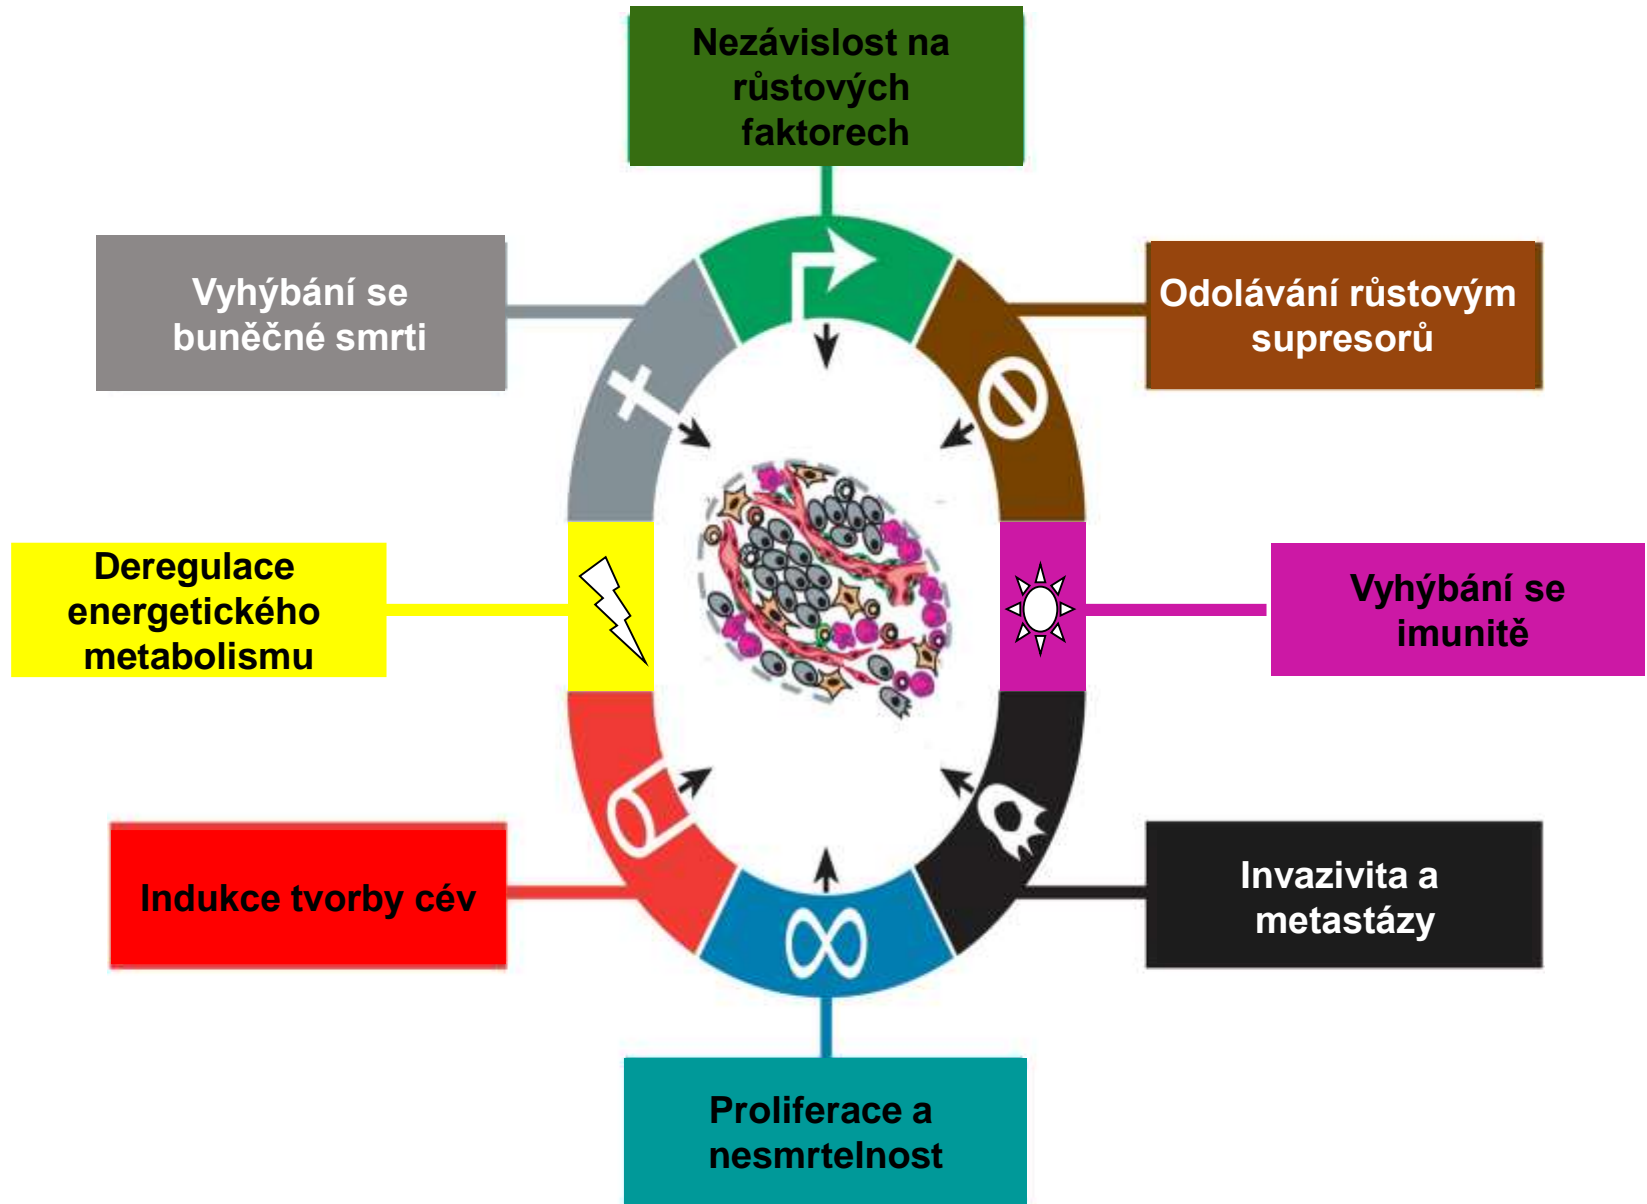 Nezávislost na
růstových
faktorech
Vyhýbání se
buněčné smrti
Odolávání růstovým
supresorů
Deregulace
energetického
metabolismu
Vyhýbání se
imunitě
Indukce tvorby cév
Invazivita a
metastázy
Proliferace a
nesmrtelnost